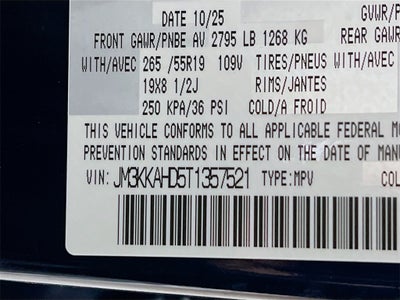 DATE 10/25 GVWR/P
FRONT GAWR/PNBE AV 2795 LB 1268 KG REAR GAWR
WITH/AVEC 265 /55R19 109V TIRES/PNEUS WITH/AVEC
19X8 1/2J RIMS/JANTES
250 KPA/36 PSI COLD/A FROID
THIS VEHICLE CONFORMS TO ALL APPLICABLE FEDERAL M
PREVENTION STANDARDS IN EFFECT ON THE DATE OF MANU
VIN: JM3KKAHD5T1357521 TYPE:MPV COL